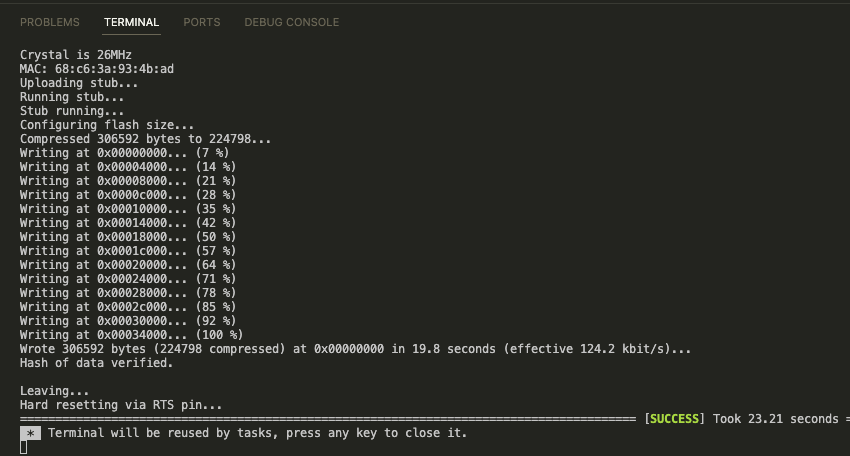 PROBLEMS TERMINAL PORTS DEBUG CONSOLE
Crystal is 26MHz
MAC: 68:c6:3a:93:4b:ad
Uploading stub...
Running stub...
Stub running...
Configuring flash size...
Compressed 306592 bytes to 224798...
Writing at 0x00000000... (7 %)
Writing at 0x00004000... (14 %)
Writing at 0x00008000... (21 %)
Writing at 0x0000c000... (28 %)
Writing at 0x00010000... (35 %)
Writing at 0x00014000... (42 %)
Writing at 0x00018000... (50 %)
Writing at 0x0001c000... (57 %)
Writing at 0x00020000... (64 %)
Writing at 0x00024000... (71 %)
Writing at 0x00028000... (78 %)
Writing at 0x0002c000... (85 %)
Writing at 0x00030000... (92 %)
Writing at 0x00034000... (100 %)
Wrote 306592 bytes (224798 compressed) at 0x00000000 in 19.8 seconds (effective 124.2 kbit/s)...
Hash of data verified.
Leaving...
Hard resetting via RTS pin...
======================================================================================== [SUCCESS] Took 23.21 seconds =
* Terminal will be reused by tasks, press any key to close it.